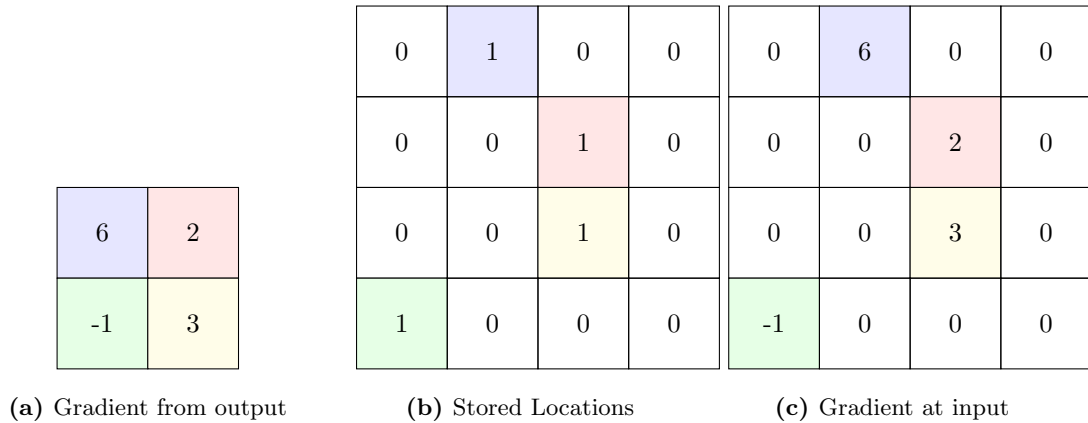 0 1 0 0 0 6 0 0
0 0 1 0 0 0 2 0
6 2 0 0 1 0 0 0 3 0
-1 3 1 0 0 0 -1 0 0 0
(a) Gradient from output (b) Stored Locations (c) Gradient at input